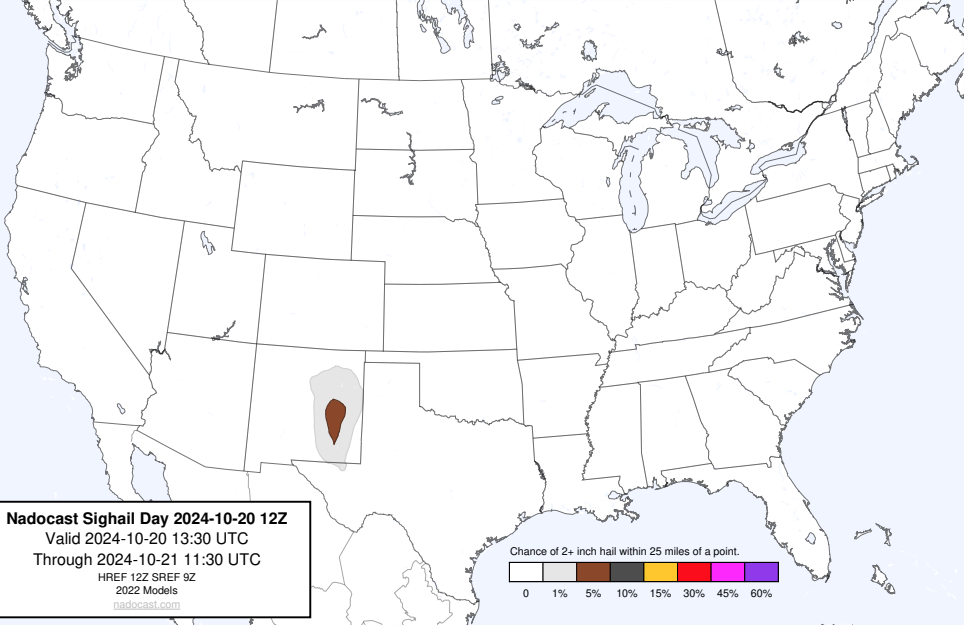 Nadocast Sighail Day 2024-10-20 12Z
Valid 2024-10-20 13:30 UTC
Through 2024-10-21 11:30 UTC
HREF 12Z SREF 9Z
2022 Models
nadocast.com
Chance of 2+ inch hail within 25 miles of a point.
0 1% 5% 10% 15% 30% 45% 60%